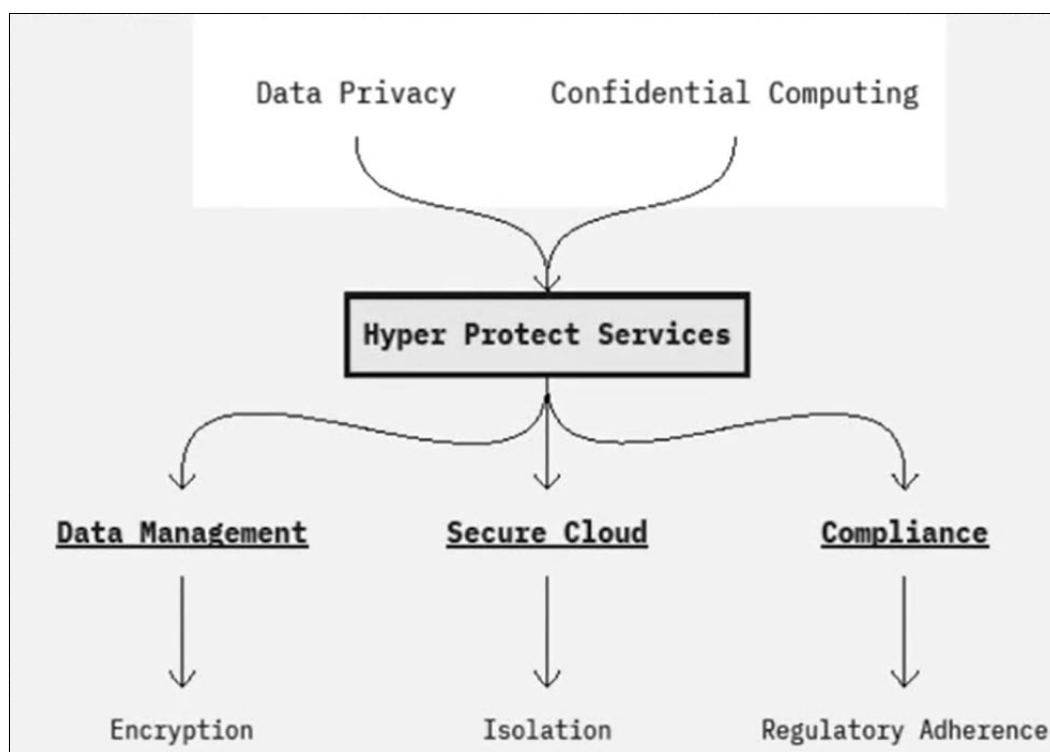 Data Privacy Confidential Computing
Hyper Protect Services
Data Management Secure Cloud Compliance
Encryption Isolation Regulatory Adherence